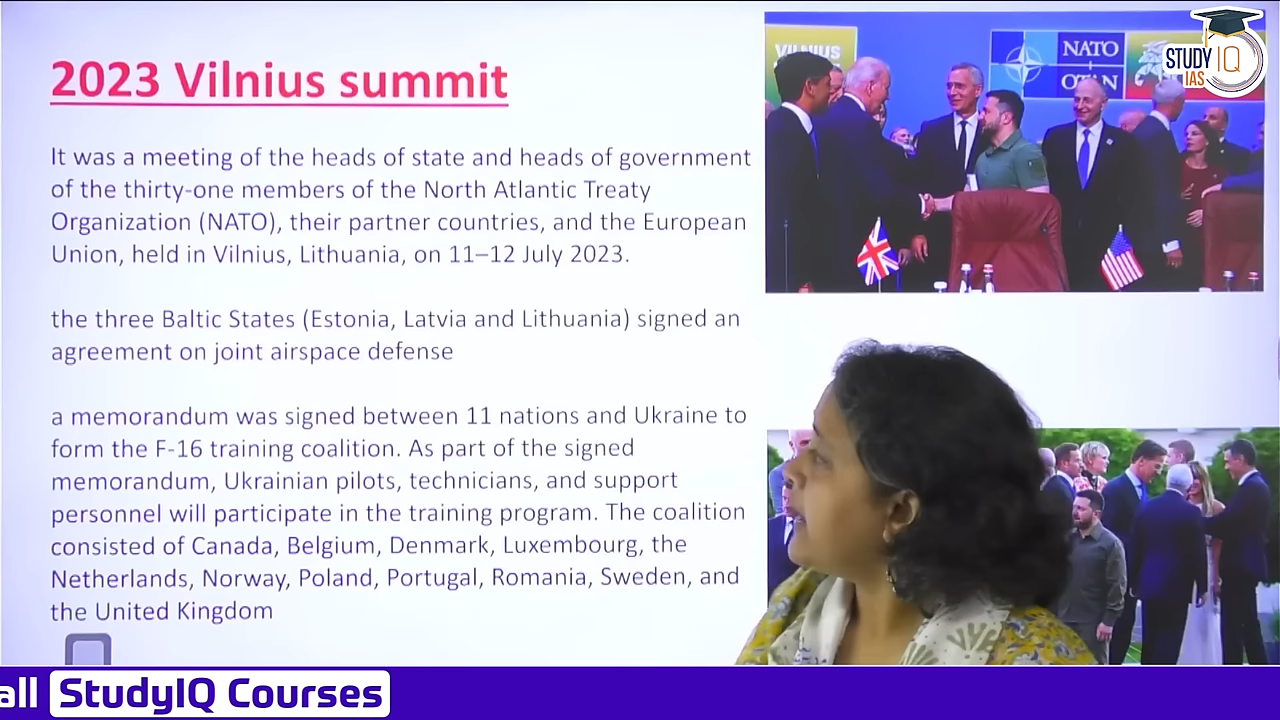 2023 Vilnius summit
It was a meeting of the heads of state and heads of government
of the thirty-one members of the North Atlantic Treaty
Organization (NATO), their partner countries, and the European
Union, held in Vilnius, Lithuania, on 11–12 July 2023.
the three Baltic States (Estonia, Latvia and Lithuania) signed an
agreement on joint airspace defense
a memorandum was signed between 11 nations and Ukraine to
form the F-16 training coalition. As part of the signed
memorandum, Ukrainian pilots, technicians, and support
personnel will participate in the training program. The coalition
consisted of Canada, Belgium, Denmark, Luxembourg, the
Netherlands, Norway, Poland, Portugal, Romania, Sweden, and
the United Kingdom
VILNIUS
NATO
OTAN
STUDY IQ
IAS
all StudyIQ Courses